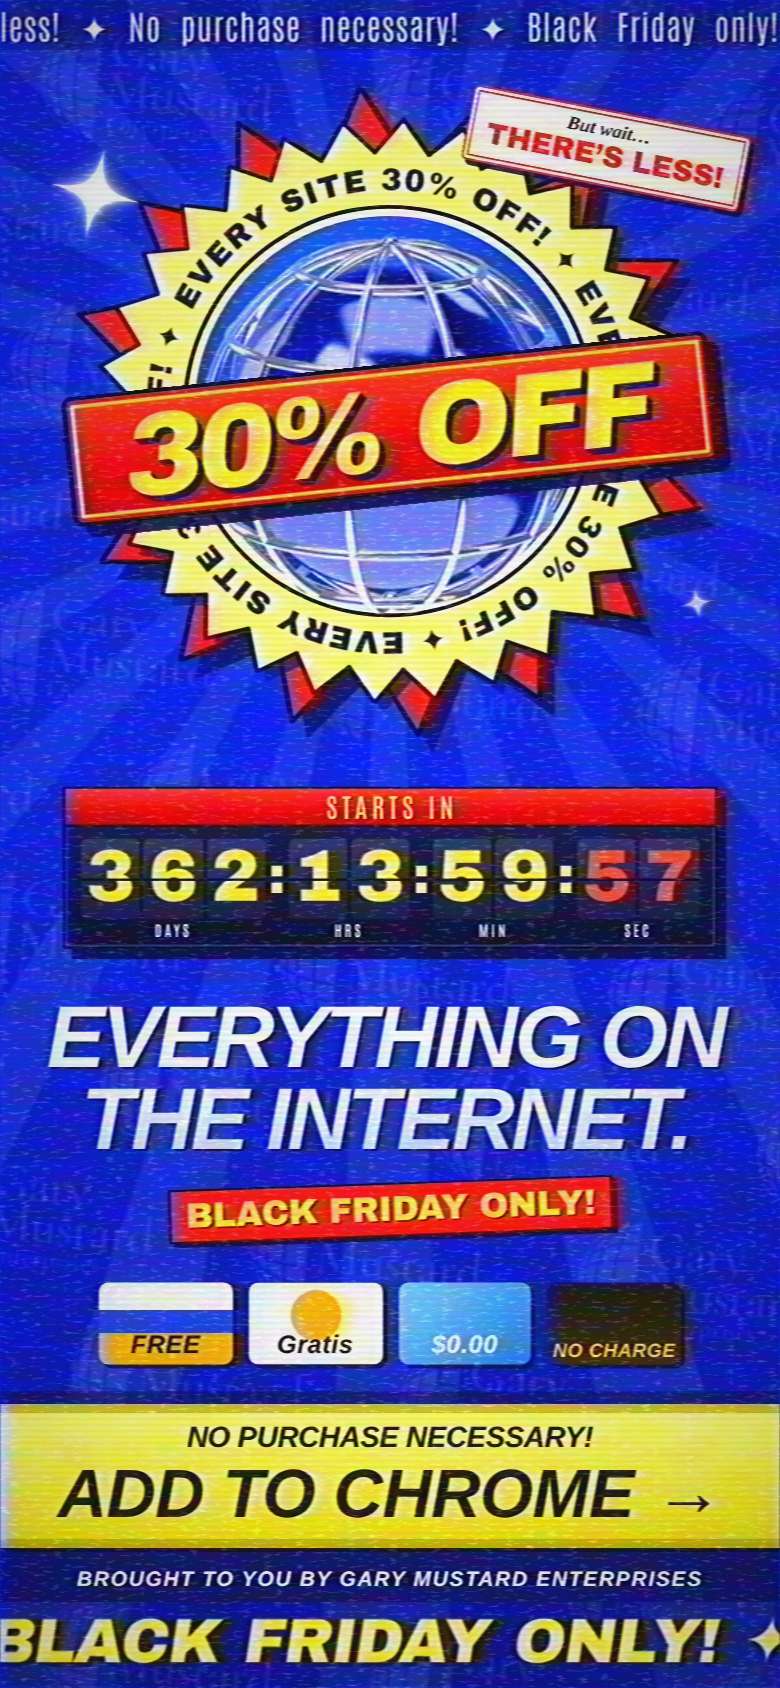 less! ✦ No purchase necessary! ✦ Black Friday only!
But wait...
THERE'S LESS!
EVERY SITE 30% OFF! ✦ EVE
E 30% OFF! ✦ EVERY SITE 3
F! ✦
30% OFF
STARTS IN
362:13:59:57
DAYS HRS MIN SEC
EVERYTHING ON
THE INTERNET.
BLACK FRIDAY ONLY!
FREE Gratis $0.00 NO CHARGE
NO PURCHASE NECESSARY!
ADD TO CHROME →
BROUGHT TO YOU BY GARY MUSTARD ENTERPRISES
BLACK FRIDAY ONLY! ✦